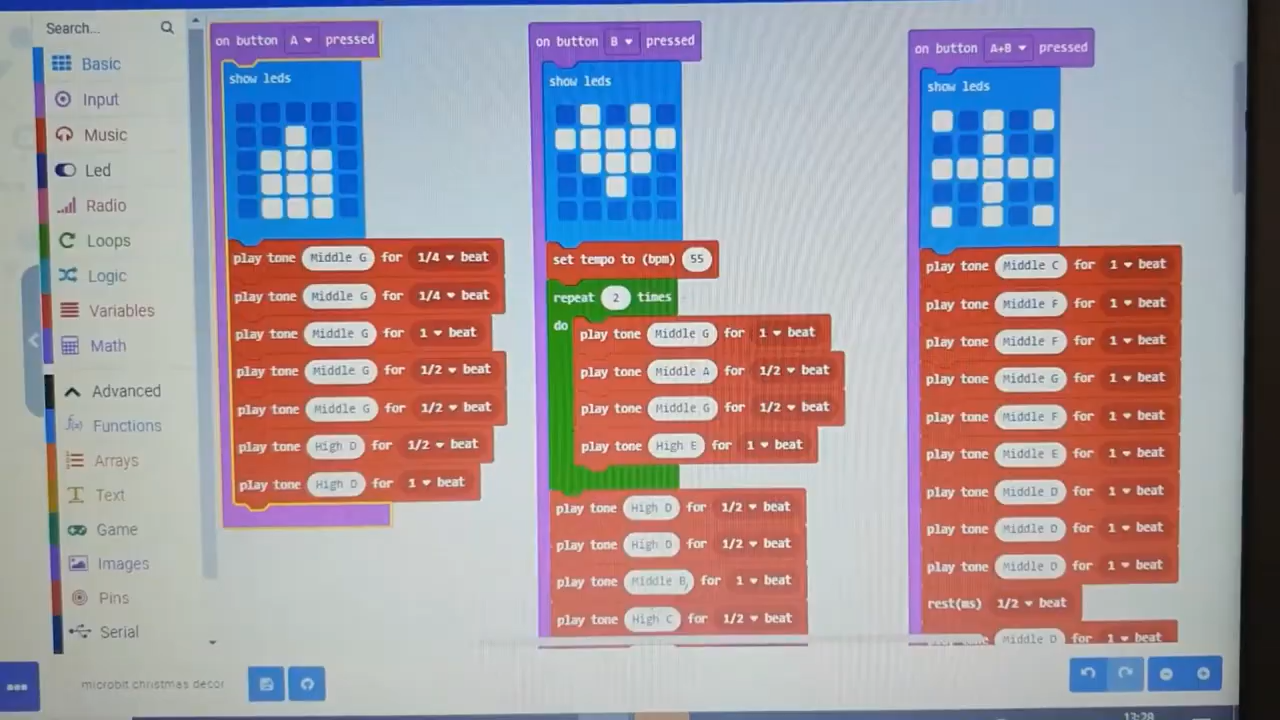 Search...
Basic
Input
Music
Led
Radio
Loops
Logic
Variables
Math
Advanced
Functions
Arrays
Text
Game
Images
Pins
Serial
on button A pressed
show leds
play tone Middle G for 1/4 beat
play tone Middle G for 1/4 beat
play tone Middle G for 1 beat
play tone Middle G for 1/2 beat
play tone Middle G for 1/2 beat
play tone High D for 1/2 beat
play tone High D for 1 beat
on button B pressed
show leds
set tempo to (bpm) 55
repeat 2 times
do
play tone Middle G for 1 beat
play tone Middle A for 1/2 beat
play tone Middle G for 1/2 beat
play tone High E for 1 beat
play tone High D for 1/2 beat
play tone High D for 1/2 beat
play tone Middle B for 1 beat
play tone High C for 1/2 beat
on button A+B pressed
show leds
play tone Middle C for 1 beat
play tone Middle F for 1 beat
play tone Middle F for 1 beat
play tone Middle G for 1 beat
play tone Middle F for 1 beat
play tone Middle E for 1 beat
play tone Middle D for 1 beat
play tone Middle D for 1 beat
play tone Middle D for 1 beat
rest(ms) 1/2 beat
tone Middle D for 1 beat
microbit christmas decor
13:20